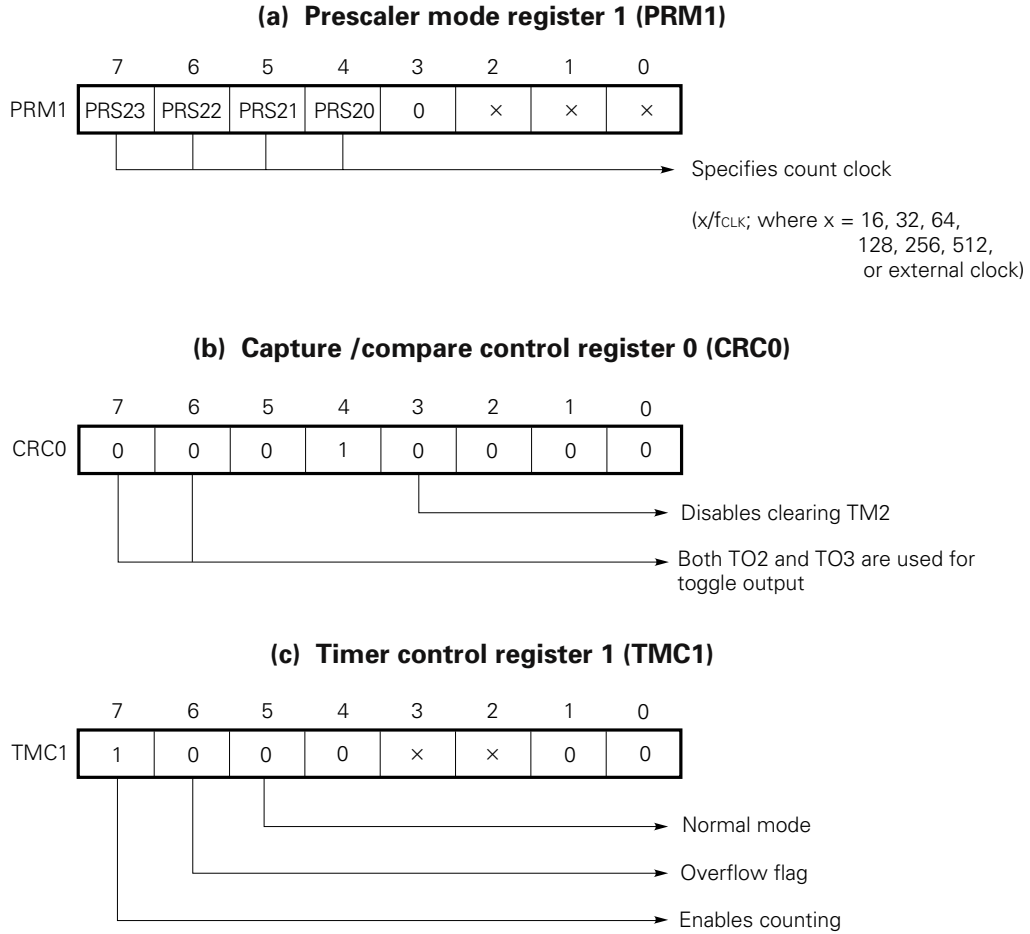 (a) Prescaler mode register 1 (PRM1)
7 6 5 4 3 2 1 0
PRM1 PRS23 PRS22 PRS21 PRS20 0 × × ×
Specifies count clock
(x/fCLK; where x = 16, 32, 64,
128, 256, 512,
or external clock)
(b) Capture /compare control register 0 (CRC0)
7 6 5 4 3 2 1 0
CRC0 0 0 0 1 0 0 0 0
Disables clearing TM2
Both TO2 and TO3 are used for
toggle output
(c) Timer control register 1 (TMC1)
7 6 5 4 3 2 1 0
TMC1 1 0 0 0 × × 0 0
Normal mode
Overflow flag
Enables counting